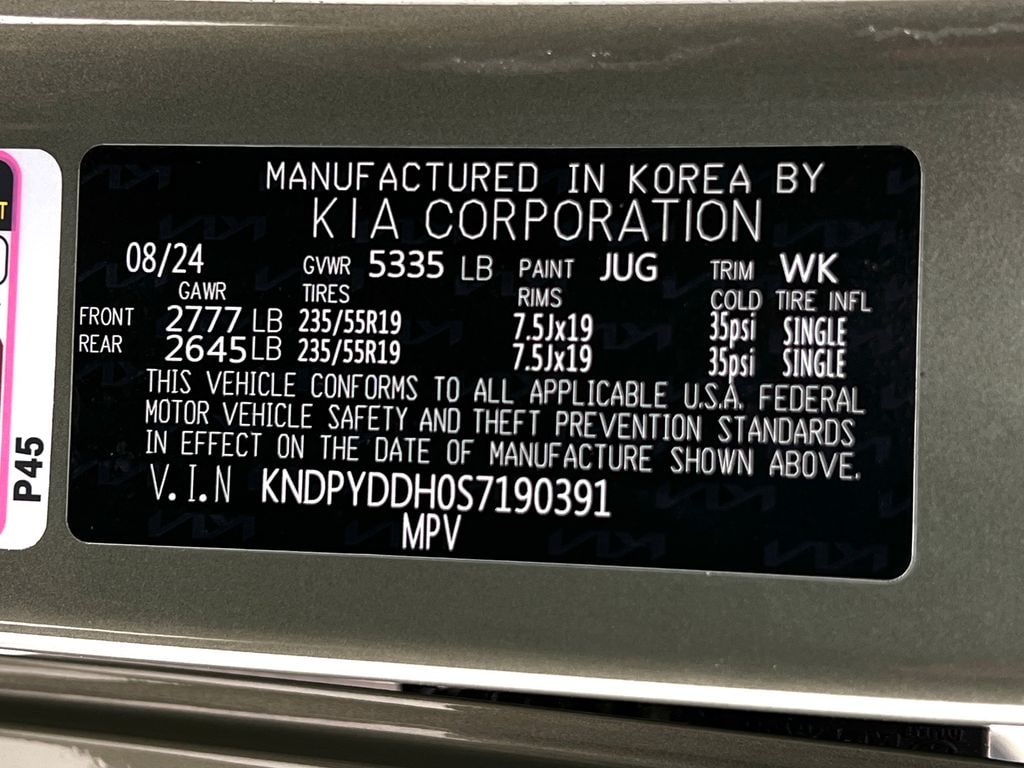 MANUFACTURED IN KOREA BY
KIA CORPORATION
08/24 GVWR 5335 LB PAINT JUG TRIM WK
GAWR TIRES RIMS COLD TIRE INFL
FRONT 2777 LB 235/55R19 7.5Jx19 35psi SINGLE
REAR 2645 LB 235/55R19 7.5Jx19 35psi SINGLE
THIS VEHICLE CONFORMS TO ALL APPLICABLE U.S.A. FEDERAL
MOTOR VEHICLE SAFETY AND THEFT PREVENTION STANDARDS
IN EFFECT ON THE DATE OF MANUFACTURE SHOWN ABOVE.
V.I.N KNDPYDDH0S7190391
MPV
P45